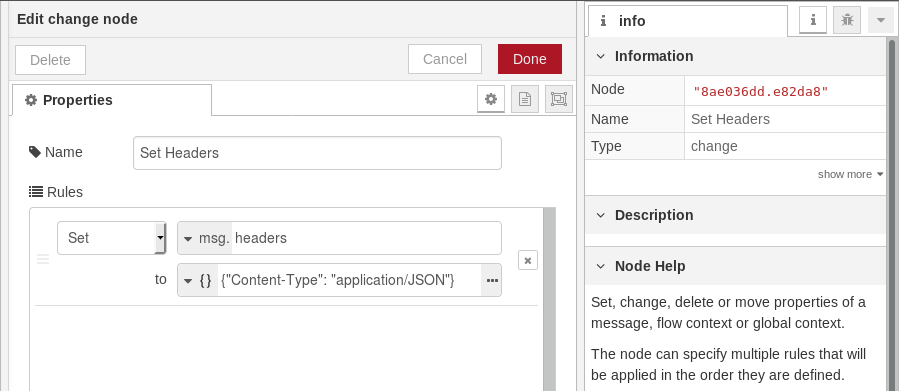 Edit change node
Delete
Cancel
Done
Properties
Name
Set Headers
Rules
Set
msg. headers
to
{} {"Content-Type": "application/JSON"}
...
info
Information
Node
"8ae036dd.e82da8"
Name
Set Headers
Type
change
show more
Description
Node Help
Set, change, delete or move properties of a
message, flow context or global context.
The node can specify multiple rules that will
be applied in the order they are defined.